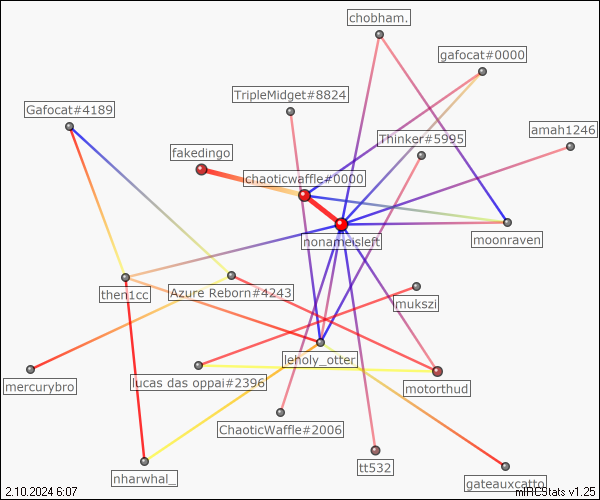 chobham.
gafocat#0000
TripleMidget#8824
Gafocat#4189
Thinker#5995
amah1246
fakedingo
chaoticwaffle#0000
nonameisleft
moonraven
then1cc
Azure Reborn#4243
mukszi
leholy_otter
mercurybro
lucas das oppai#2396
motorthud
ChaoticWaffle#2006
tt532
nharwhal_
gateauxcatto
2.10.2024 6:07
mIRCStats v1.25